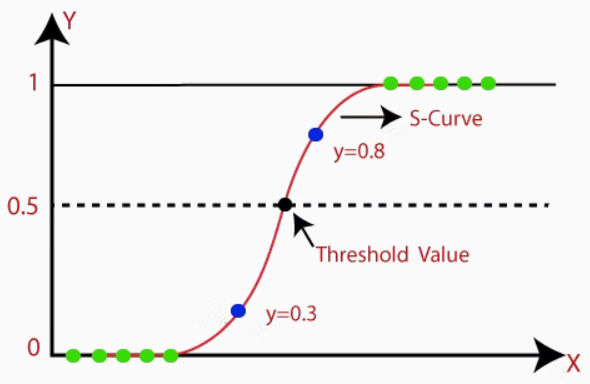 Y
1
S-Curve
y=0.8
0.5
Threshold Value
y=0.3
0
X